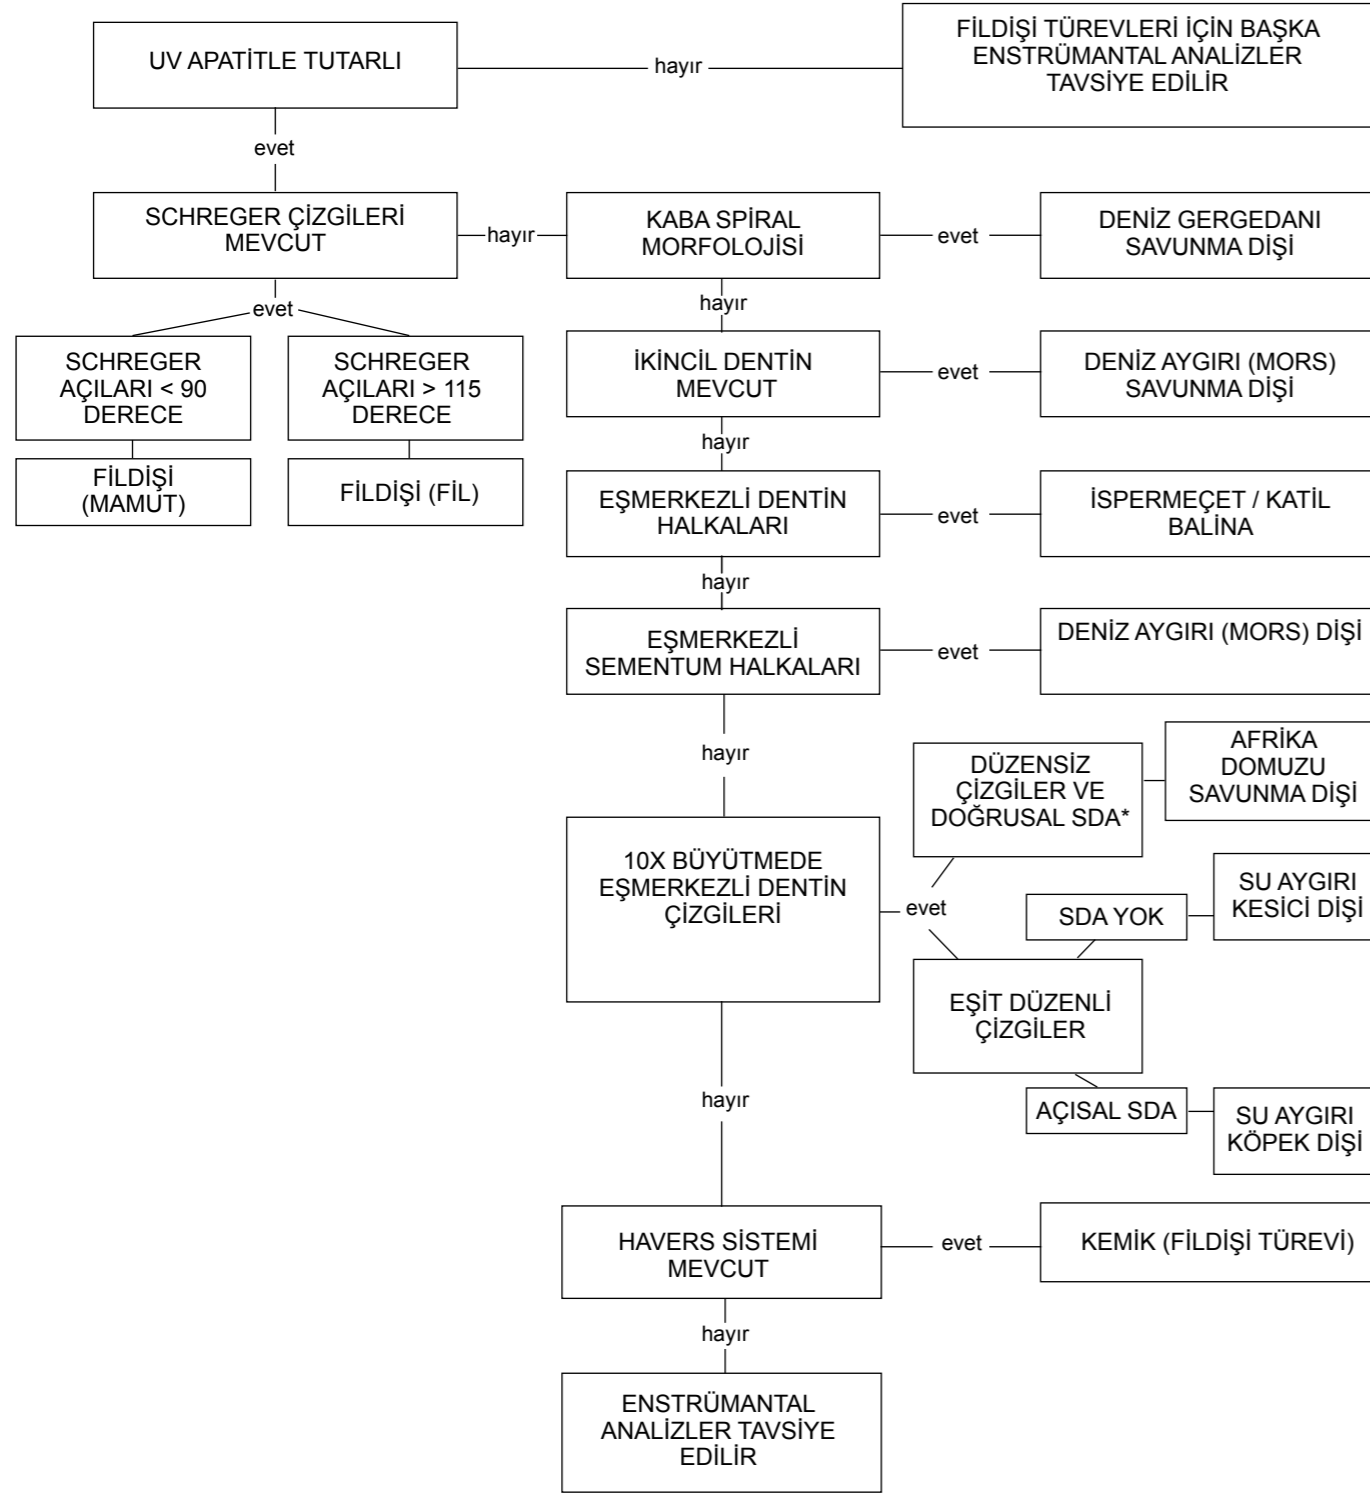 UV APATİTLE TUTARLI
hayır
FİLDİŞİ TÜREVLERİ İÇİN BAŞKA
ENSTRÜMANTAL ANALİZLER
TAVSİYE EDİLİR
evet
SCHREGER ÇİZGİLERİ
MEVCUT
hayır
KABA SPİRAL
MORFOLOJİSİ
evet
DENİZ GERGEDANI
SAVUNMA DİŞİ
evet
hayır
SCHREGER
AÇILARI < 90
DERECE
SCHREGER
AÇILARI > 115
DERECE
İKİNCİL DENTİN
MEVCUT
evet
DENİZ AYGIRI (MORS)
SAVUNMA DİŞİ
hayır
FİLDİŞİ
(MAMUT)
FİLDİŞİ (FİL)
EŞMERKEZLİ DENTİN
HALKALARI
evet
İSPERMEÇET / KATİL
BALİNA
hayır
EŞMERKEZLİ
SEMENTUM HALKALARI
evet
DENİZ AYGIRI (MORS) DİŞİ
hayır
10X BÜYÜTMEDE
EŞMERKEZLİ DENTİN
ÇİZGİLERİ
evet
DÜZENSİZ
ÇİZGİLER VE
DOĞRUSAL SDA*
AFRİKA
DOMUZU
SAVUNMA DİŞİ
EŞİT DÜZENLİ
ÇİZGİLER
SDA YOK
SU AYGIRI
KESİCİ DİŞİ
AÇISAL SDA
SU AYGIRI
KÖPEK DİŞİ
hayır
HAVERS SİSTEMİ
MEVCUT
evet
KEMİK (FİLDİŞİ TÜREVİ)
hayır
ENSTRÜMANTAL
ANALİZLER TAVSİYE
EDİLİR